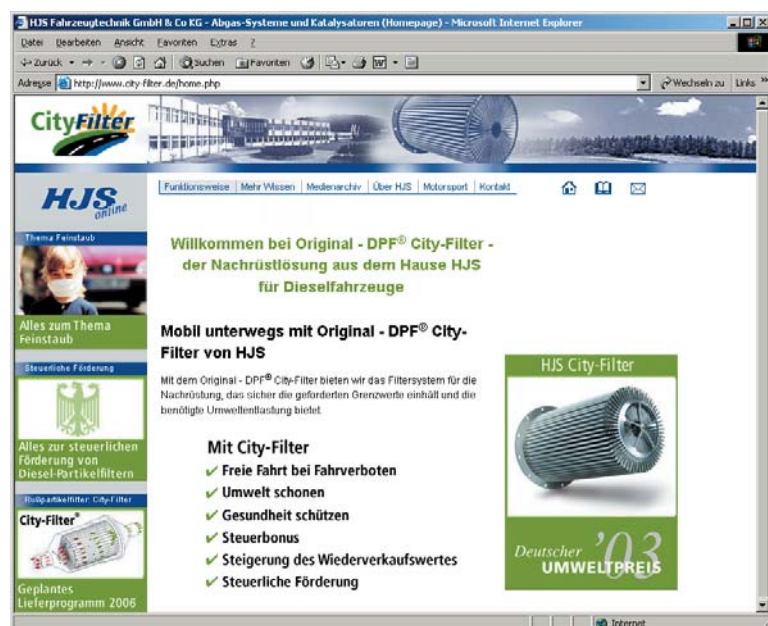 HJS Fahrzeugtechnik GmbH & Co KG - Abgas-Systeme und Katalysatoren (Homepage) - Microsoft Internet Explorer
Datei Bearbeiten Ansicht Favoriten Extras ?
Zurück Suchen Favoriten
Adresse http://www.city-filter.de/home.php Wechseln zu Links »
CityFilter
HJS online
Funktionsweise | Mehr Wissen | Medienarchiv | Über HJS | Motorsport | Kontakt
Thema Feinstaub
Alles zum Thema
Feinstaub
Steuerliche Förderung
Alles zur steuerlichen
Förderung von
Diesel-Partikelfiltern
Rußpartikelfilter: City-Filter
City-Filter®
Geplantes
Lieferprogramm 2006
Willkommen bei Original - DPF® City-Filter -
der Nachrüstlösung aus dem Hause HJS
für Dieselfahrzeuge
Mobil unterwegs mit Original - DPF® City-
Filter von HJS
Mit dem Original - DPF® City-Filter bieten wir das Filtersystem für die
Nachrüstung, das sicher die geforderten Grenzwerte einhält und die
benötigte Umweltentlastung bietet.
Mit City-Filter
✓ Freie Fahrt bei Fahrverboten
✓ Umwelt schonen
✓ Gesundheit schützen
✓ Steuerbonus
✓ Steigerung des Wiederverkaufswertes
✓ Steuerliche Förderung
HJS City-Filter
Deutscher '03
UMWELTPREIS
Internet